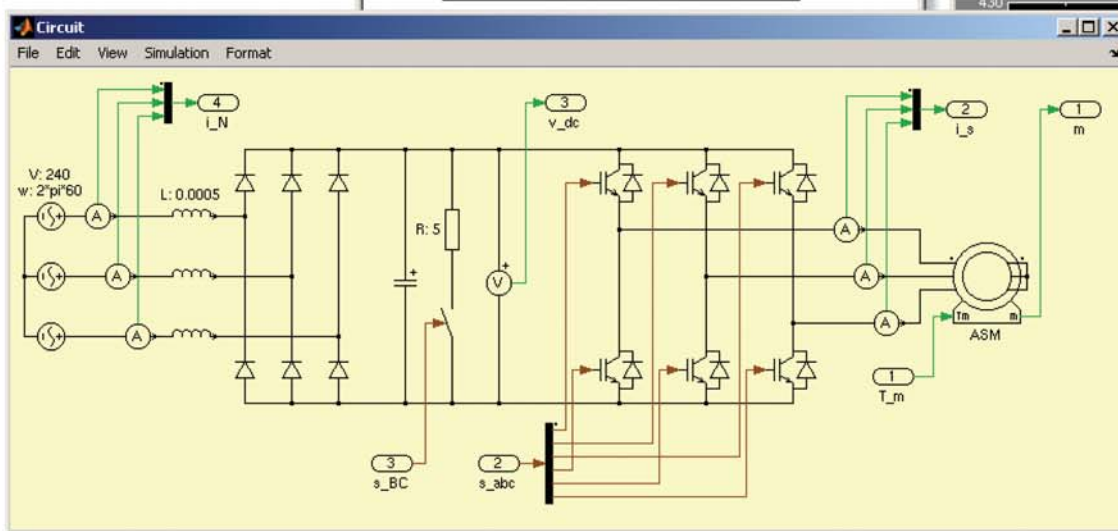 430
Circuit
File Edit View Simulation Format
4
i_N
3
v_dc
2
i_s
1
m
V: 240
w: 2*pi*60
L: 0.0005
A
A
A
R: 5
+
+
V
A
A
A
Tm m
ASM
1
T_m
3
s_BC
2
s_abc